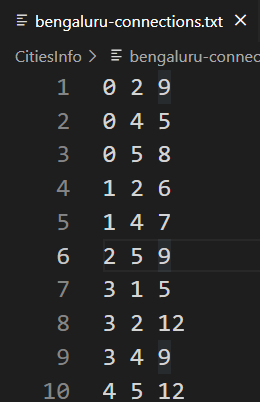 bengaluru-connections.txt
CitiesInfo > bengaluru-connec
1 0 2 9
2 0 4 5
3 0 5 8
4 1 2 6
5 1 4 7
6 2 5 9
7 3 1 5
8 3 2 12
9 3 4 9
10 4 5 12